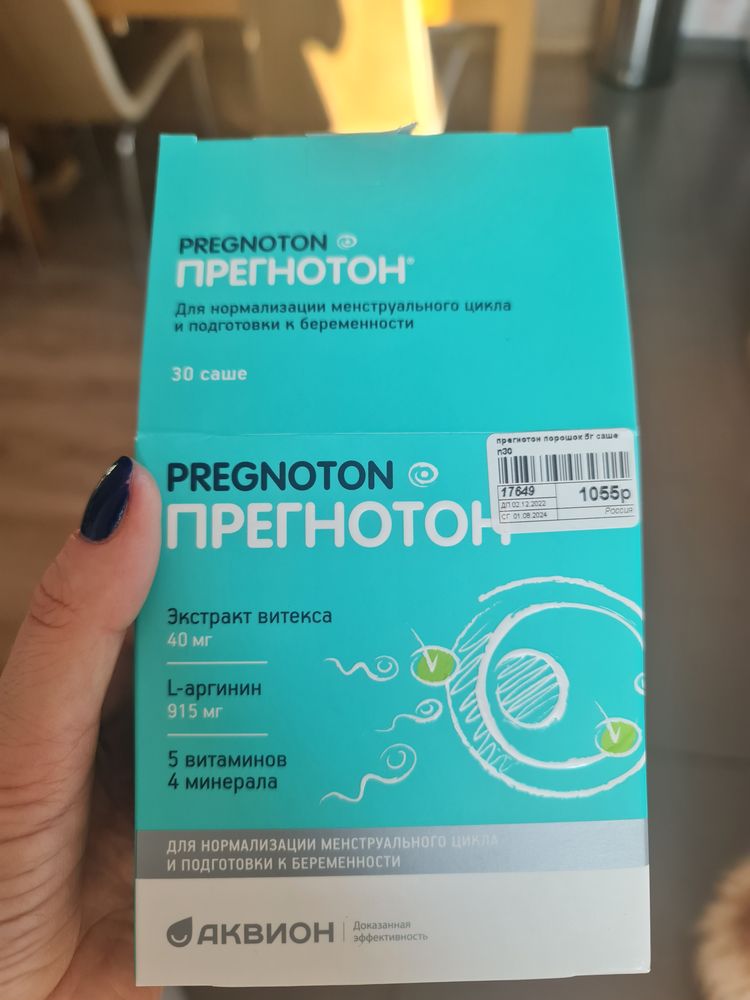 PREGNOTON
ПРЕГНОТОН®
Для нормализации менструального цикла
и подготовки к беременности
30 саше
прегнотон порошок 5г саше
n30
17649
1055р
ДП 02.12.2022
СГ 01.08.2024
Россия
PREGNOTON
ПРЕГНОТОН
Экстракт витекса
40 мг
L-аргинин
915 мг
5 витаминов
4 минерала
ДЛЯ НОРМАЛИЗАЦИИ МЕНСТРУАЛЬНОГО ЦИКЛА
И ПОДГОТОВКИ К БЕРЕМЕННОСТИ
АКВИОН
Доказанная
эффективность